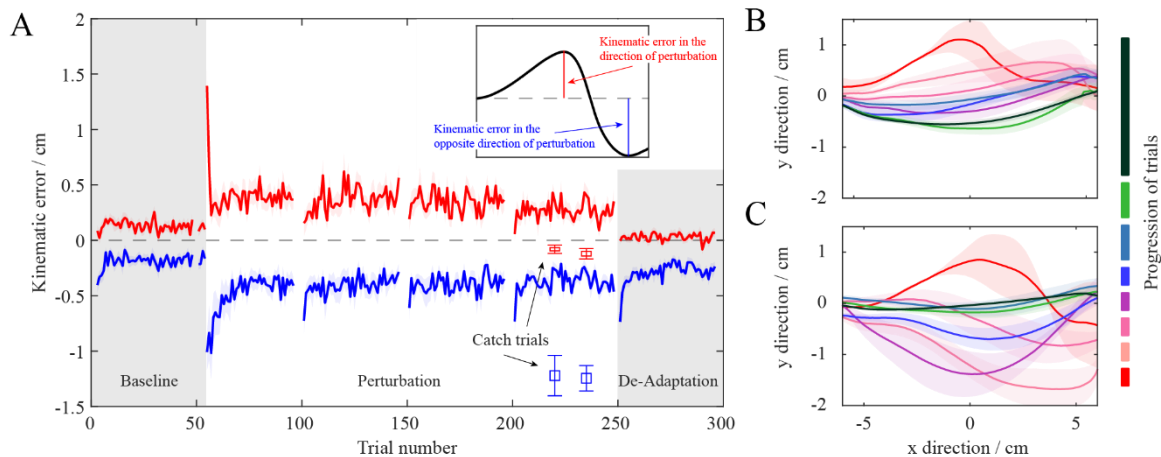 A
Kinematic error / cm
2
1.5
1
0.5
0
-0.5
-1
-1.5
Kinematic error in the
direction of perturbation
Kinematic error in the
opposite direction of perturbation
Catch trials
Baseline
Perturbation
De-Adaptation
0
50
100
150
200
250
300
Trial number
B
y direction / cm
1
0
-1
-2
C
y direction / cm
1
0
-1
-2
-5
0
5
x direction / cm
Progression of trials